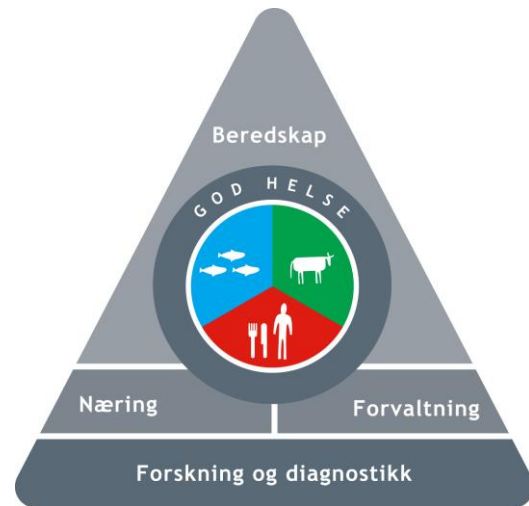 Beredskap
GOD HELSE
Næring
Forvaltning
Forskning og diagnostikk